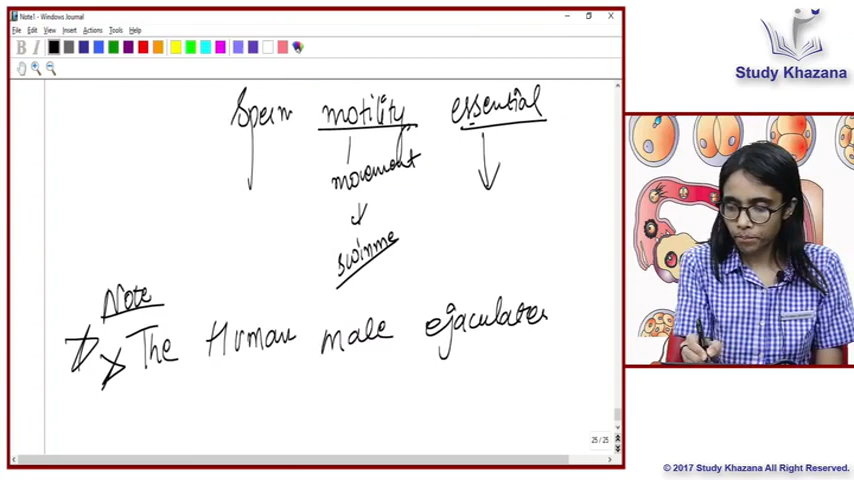 Note1 - Windows Journal
File Edit View Insert Actions Tools Help
B I
Study Khazana
Sperm motility essential
movement
swimme
Note
The Human male ejaculates
25 / 25
© 2017 Study Khazana All Right Reserved.